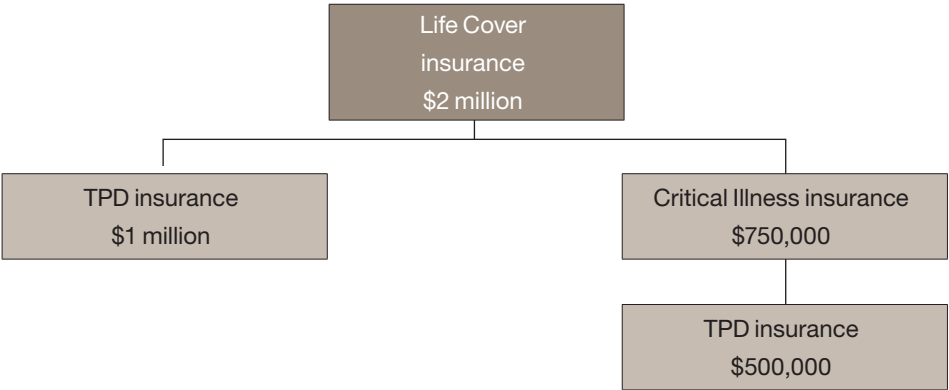 Life Cover
insurance
$2 million
TPD insurance
$1 million
Critical Illness insurance
$750,000
TPD insurance
$500,000